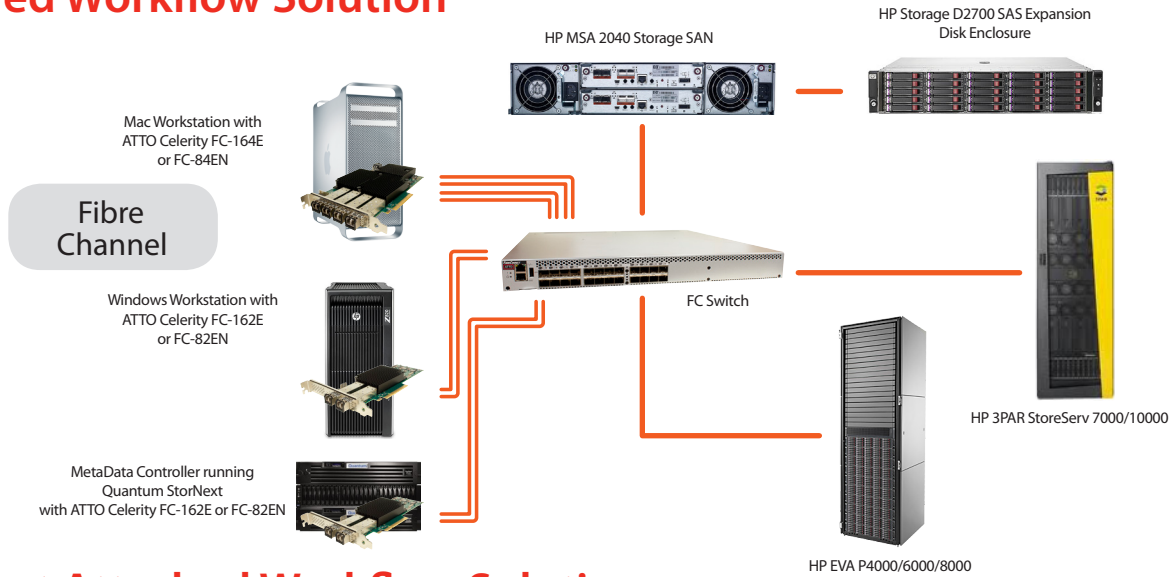 ed Workflow Solution
HP Storage D2700 SAS Expansion
Disk Enclosure
HP MSA 2040 Storage SAN
Mac Workstation with
ATTO Celerity FC-164E
or FC-84EN
Fibre
Channel
FC Switch
Windows Workstation with
ATTO Celerity FC-162E
or FC-82EN
HP 3PAR StoreServ 7000/10000
MetaData Controller running
Quantum StorNext
with ATTO Celerity FC-162E or FC-82EN
HP EVA P4000/6000/8000